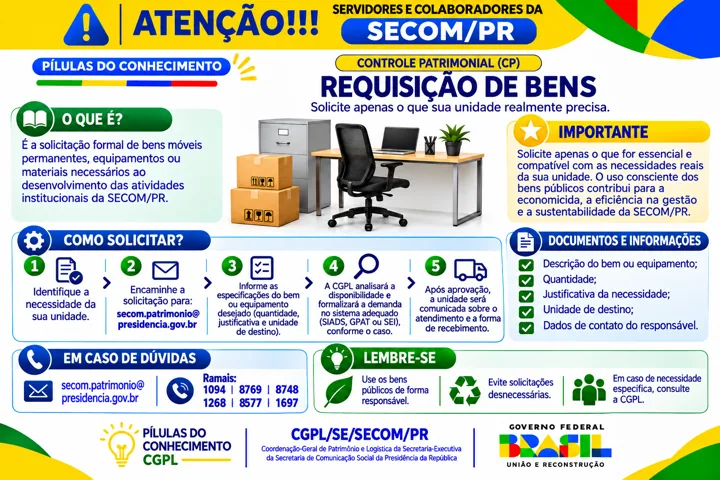 ATENÇÃO!!!
SERVIDORES E COLABORADORES DA
SECOM/PR
PÍLULAS DO CONHECIMENTO
CONTROLE PATRIMONIAL (CP)
REQUISIÇÃO DE BENS
Solicite apenas o que sua unidade realmente precisa.
O QUE É?
É a solicitação formal de bens móveis
permanentes, equipamentos ou
materiais necessários ao
desenvolvimento das atividades
institucionais da SECOM/PR.
IMPORTANTE
Solicite apenas o que for essencial e
compatível com as necessidades reais
da sua unidade. O uso consciente dos
bens públicos contribui para a
economicida, a eficiência na gestão
e a sustentabilidade da SECOM/PR.
COMO SOLICITAR?
1
Identifique a
necessidade da
sua unidade.
2
Encaminhe a
solicitação para:
secom.patrimonio@
presidencia.gov.br
3
Informe as
especificações do bem
ou equipamento
desejado (quantidade,
justificativa e unidade
de destino).
4
A CGPL analisará a
disponibilidade e
formalizará a demanda
no sistema adequado
(SIADS, GPAT ou SEI),
conforme o caso.
5
Após aprovação,
a unidade será
comunicada sobre o
atendimento e a forma
de recebimento.
DOCUMENTOS E INFORMAÇÕES
Descrição do bem ou equipamento;
Quantidade;
Justificativa da necessidade;
Unidade de destino;
Dados de contato do responsável.
EM CASO DE DÚVIDAS
secom.patrimonio@
presidencia.gov.br
Ramais:
1094 | 8769 | 8748
1268 | 8577 | 1697
LEMBRE-SE
Use os bens
públicos de forma
responsável.
Evite solicitações
desnecessárias.
Em caso de necessidade
específica, consulte
a CGPL.
PÍLULAS DO
CONHECIMENTO
CGPL
CGPL/SE/SECOM/PR
Coordenação-Geral de Patrimônio e Logística da Secretaria-Executiva
da Secretaria de Comunicação Social da Presidência da República
GOVERNO FEDERAL
BRASIL
UNIÃO E RECONSTRUÇÃO